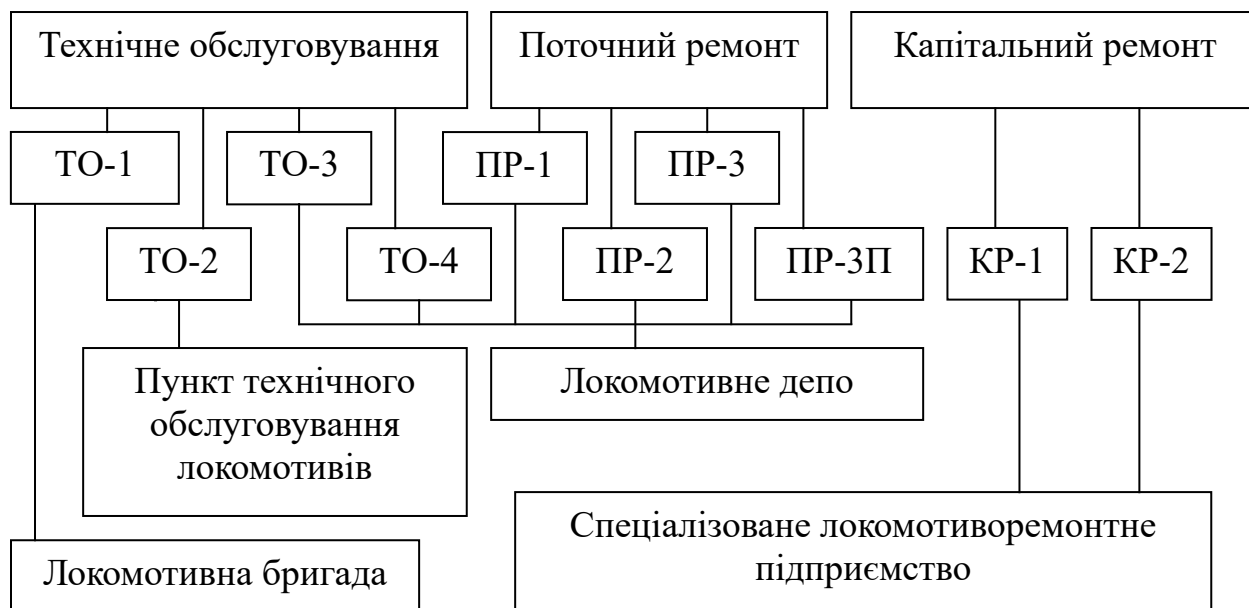 Технічне обслуговування
Поточний ремонт
Капітальний ремонт
ТО-1
ТО-3
ПР-1
ПР-3
ТО-2
ТО-4
ПР-2
ПР-3П
КР-1
КР-2
Пункт технічного
обслуговування
локомотивів
Локомотивне депо
Спеціалізоване локомотиворемонтне
підприємство
Локомотивна бригада